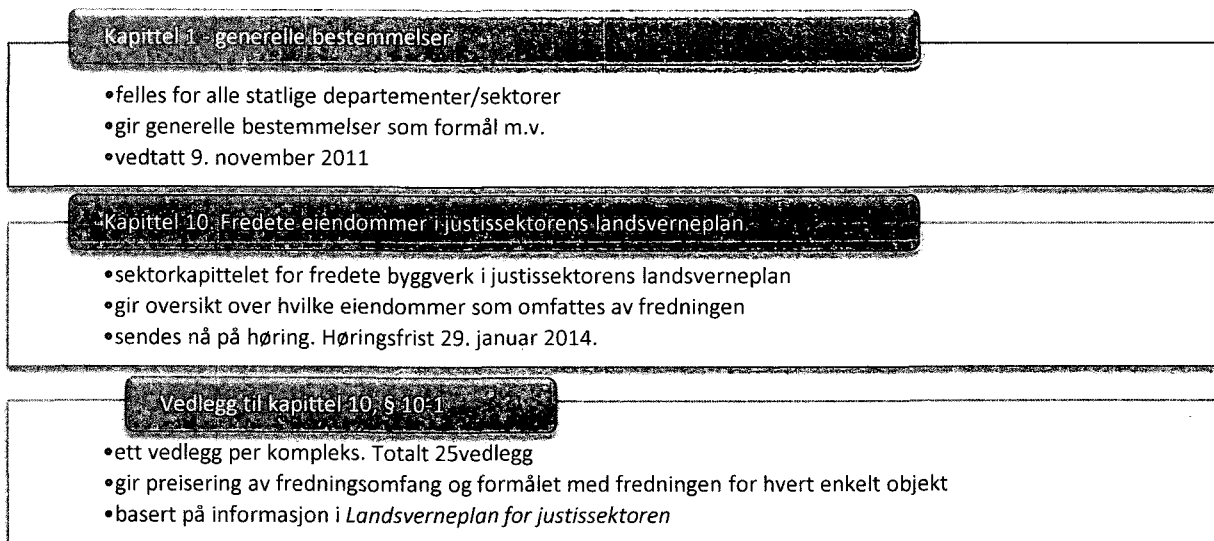 Kapittel 1 - generelle bestemmelser
•felles for alle statlige departementer/sektorer
•gir generelle bestemmelser som formål m.v.
•vedtatt 9. november 2011
Kapittel 10. Fredete eiendommer i justissektorens landsverneplan.
•sektorkapittelet for fredete byggverk i justissektorens landsverneplan
•gir oversikt over hvilke eiendommer som omfattes av fredningen
•sendes nå på høring. Høringsfrist 29. januar 2014.
Vedlegg til kapittel 10, § 10-1
•ett vedlegg per kompleks. Totalt 25vedlegg
•gir preisering av fredningsomfang og formålet med fredningen for hvert enkelt objekt
•basert på informasjon i Landsverneplan for justissektoren